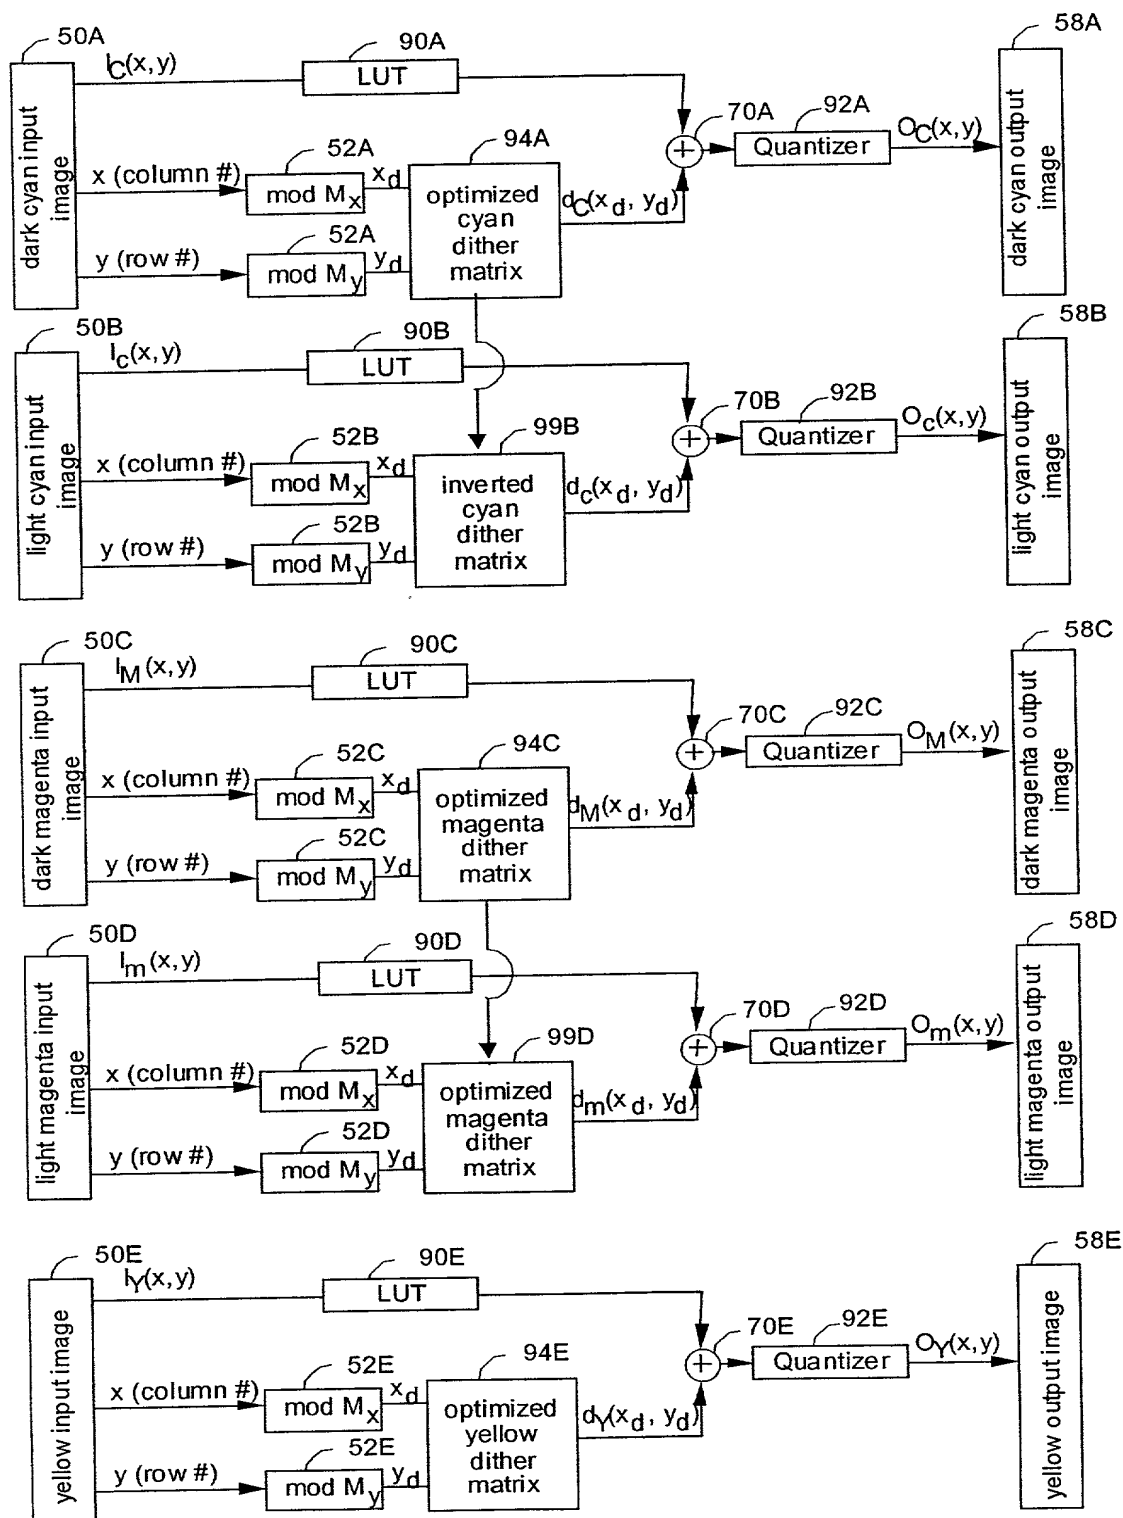 50A
I_C(x,y)
90A
LUT
58A
dark cyan input
image
x (column #)
52A
mod M_x
x_d
94A
optimized
cyan
dither
matrix
d_C(x_d, y_d)
70A
+
92A
Quantizer
O_C(x,y)
dark cyan output
image
y (row #)
52A
mod M_y
y_d
50B
I_c(x,y)
90B
LUT
58B
light cyan input
image
x (column #)
52B
mod M_x
x_d
99B
inverted
cyan
dither
matrix
d_c(x_d, y_d)
70B
+
92B
Quantizer
O_c(x,y)
light cyan output
image
y (row #)
52B
mod M_y
y_d
50C
I_M(x,y)
90C
LUT
58C
dark magenta input
image
x (column #)
52C
mod M_x
x_d
94C
optimized
magenta
dither
matrix
d_M(x_d, y_d)
70C
+
92C
Quantizer
O_M(x,y)
dark magenta output
image
y (row #)
52C
mod M_y
y_d
50D
I_m(x,y)
90D
LUT
58D
light magenta input
image
x (column #)
52D
mod M_x
x_d
99D
optimized
magenta
dither
matrix
d_m(x_d, y_d)
70D
+
92D
Quantizer
O_m(x,y)
light magenta output
image
y (row #)
52D
mod M_y
y_d
50E
I_Y(x,y)
90E
LUT
58E
yellow input image
x (column #)
52E
mod M_x
x_d
94E
optimized
yellow
dither
matrix
d_Y(x_d, y_d)
70E
+
92E
Quantizer
O_Y(x,y)
yellow output image
y (row #)
52E
mod M_y
y_d